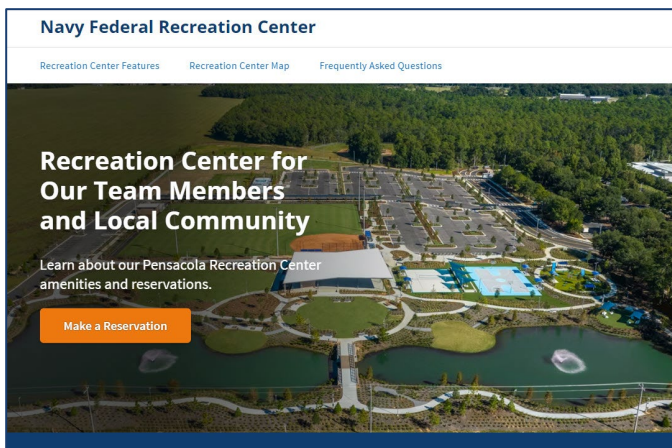 Navy Federal Recreation Center
Recreation Center Features Recreation Center Map Frequently Asked Questions
Recreation Center for
Our Team Members
and Local Community
Learn about our Pensacola Recreation Center
amenities and reservations.
Make a Reservation